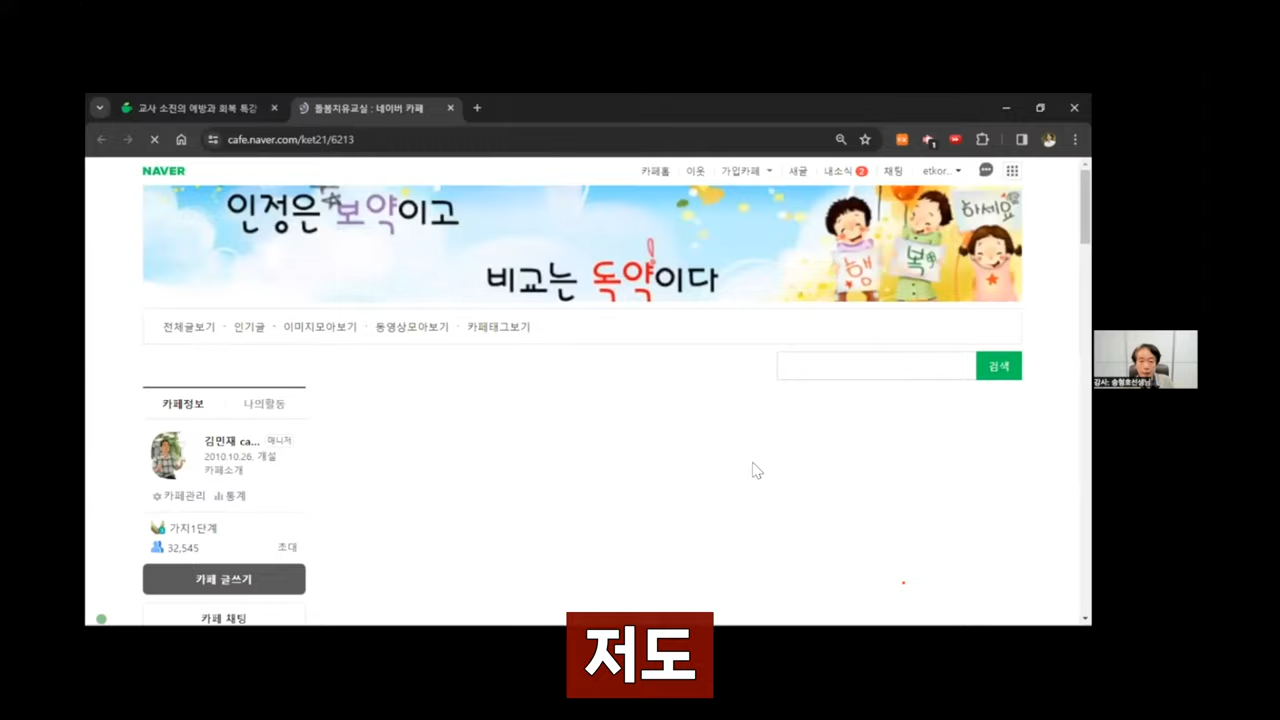 교사 소진의 예방과 회복 특강
돌봄치유교실 : 네이버 카페
cafe.naver.com/ket21/6213
NAVER
카페홈 이웃 가입카페 새글 내소식 2 채팅 etkor..
인정은 보약이고
비교는 독약이다
행 복 하세요
전체글보기 · 인기글 · 이미지모아보기 · 동영상모아보기 · 카페태그보기
검색
카페정보 나의활동
김민재 ca... 매니저
2010.10.26. 개설
카페소개
카페관리 통계
가지1단계
32,545 초대
카페 글쓰기
카페 채팅
강사: 송형호선생님
저도